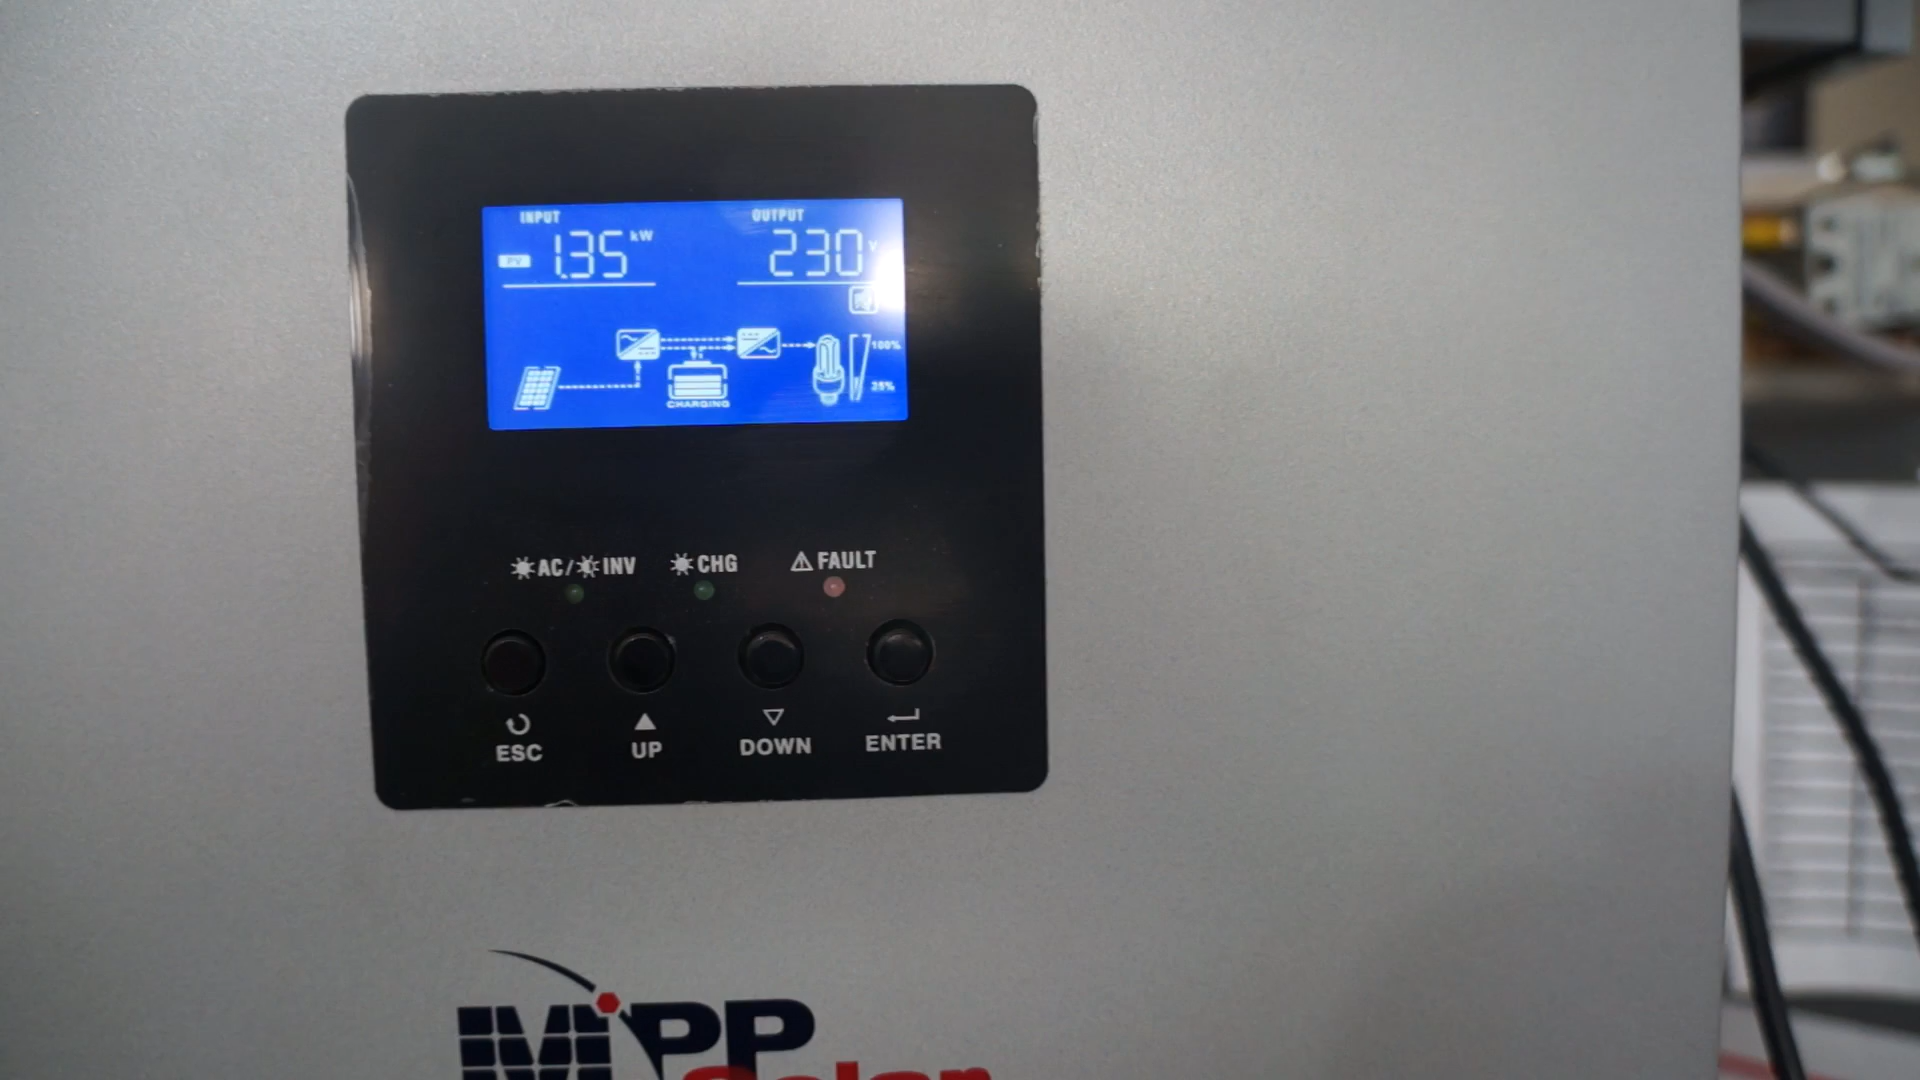 INPUT OUTPUT
PV 1.35 kW 230 V
100%
25%
CHARGING
AC/ INV CHG FAULT
ESC UP DOWN ENTER
MPP
Solar